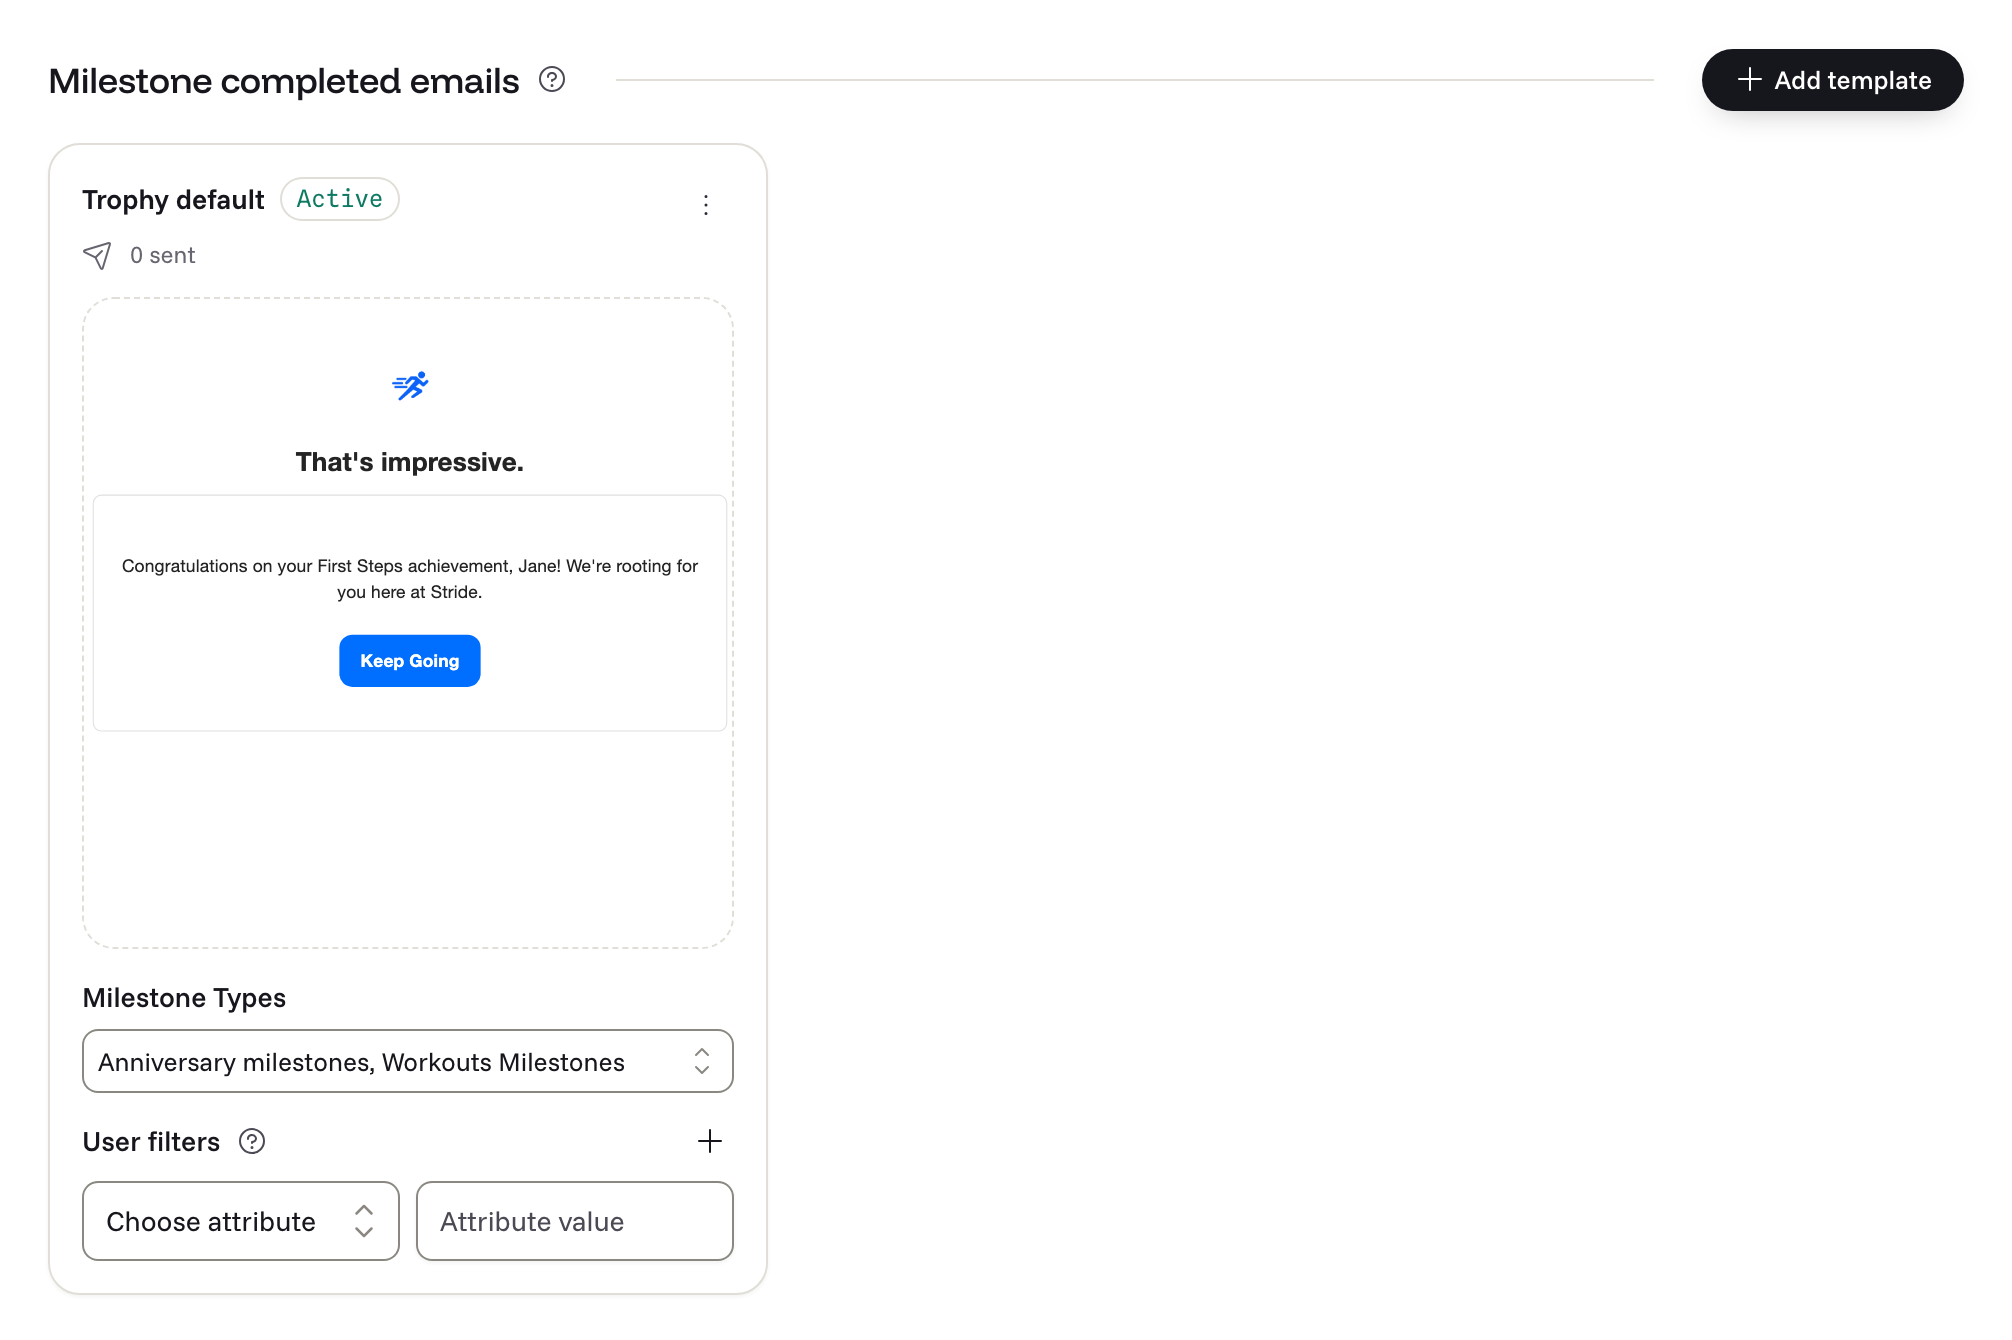 Milestone completed emails
Add template
Trophy default Active
0 sent
That's impressive.
Congratulations on your First Steps achievement, Jane! We're rooting for
you here at Stride.
Keep Going
Milestone Types
Anniversary milestones, Workouts Milestones
User filters
Choose attribute
Attribute value